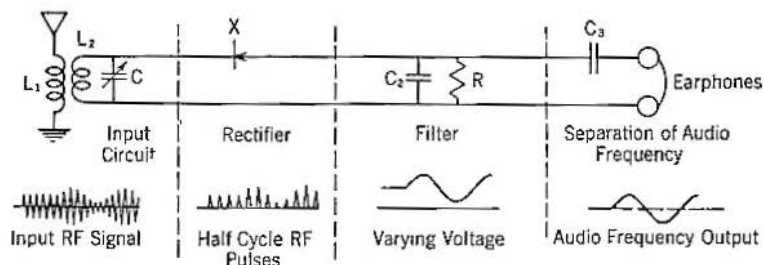 L₁
L₂
C
X
C₂
R
C₃
Earphones
Input
Circuit
Rectifier
Filter
Separation of Audio
Frequency
Input RF Signal
Half Cycle RF
Pulses
Varying Voltage
Audio Frequency Output